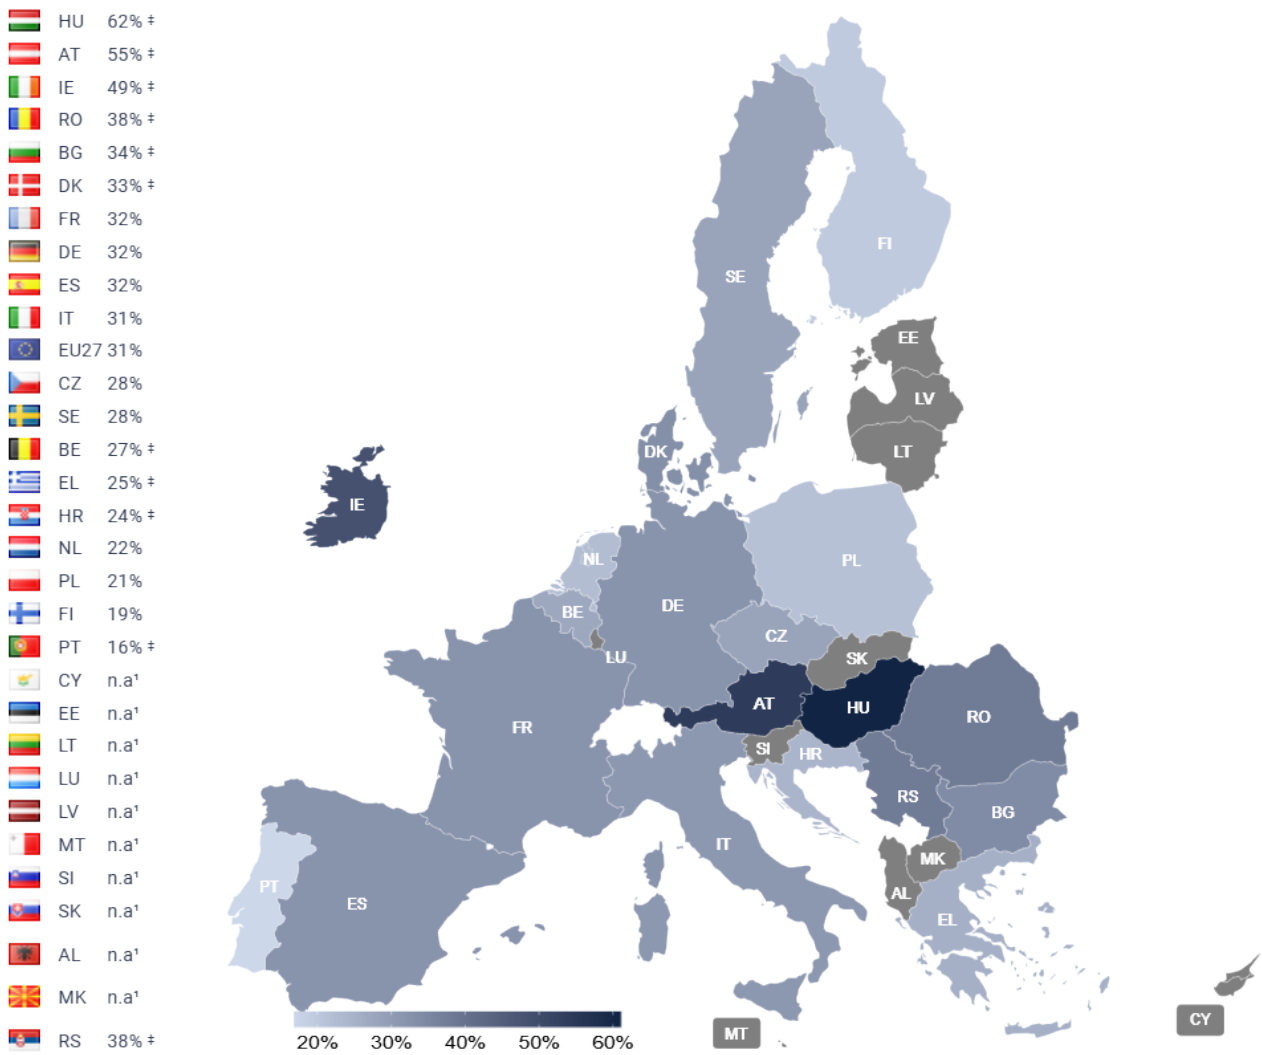 HU 62% ‡
AT 55% ‡
IE 49% ‡
RO 38% ‡
BG 34% ‡
DK 33% ‡
FR 32%
DE 32%
ES 32%
IT 31%
EU27 31%
CZ 28%
SE 28%
BE 27% ‡
EL 25% ‡
HR 24% ‡
NL 22%
PL 21%
FI 19%
PT 16% ‡
CY n.a¹
EE n.a¹
LT n.a¹
LU n.a¹
LV n.a¹
MT n.a¹
SI n.a¹
SK n.a¹
AL n.a¹
MK n.a¹
RS 38% ‡
FI
SE
EE
LV
LT
DK
IE
NL
PL
BE
DE
CZ
LU
SK
AT
HU
RO
FR
SI
HR
RS
BG
IT
MK
PT
AL
ES
EL
CY
MT
20% 30% 40% 50% 60%